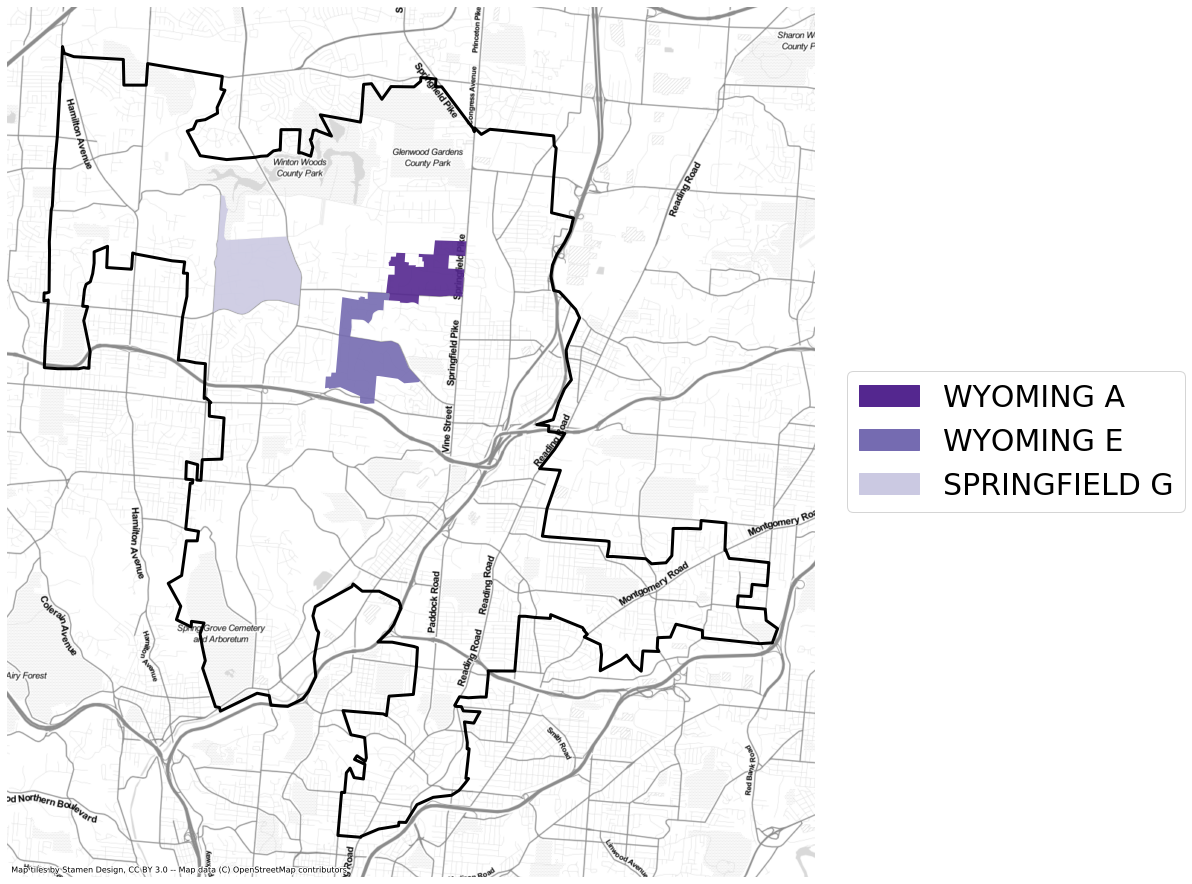 S
Princeton Pike
Sharon W
County P
Springfield Pike
Congress Avenue
Hamilton Avenue
Glenwood Gardens
County Park
Winton Woods
County Park
Reading Road
Springfield Pike
Springfield Pike
Vine Street
Reading Road
WYOMING A
WYOMING E
SPRINGFIELD G
Hamilton Avenue
Montgomery Roa
Montgomery Road
Reading Road
Paddock Road
Colerain Avenue
Spring Grove Cemetery
and Arboretum
Hamilton Avenue
Reading Road
Airy Forest
Smith Road
Red Bank Road
od Northern Boulevard
Linwood Avenue
way
s Road
son Road
Map tiles by Stamen Design, CC BY 3.0 -- Map data (C) OpenStreetMap contributors